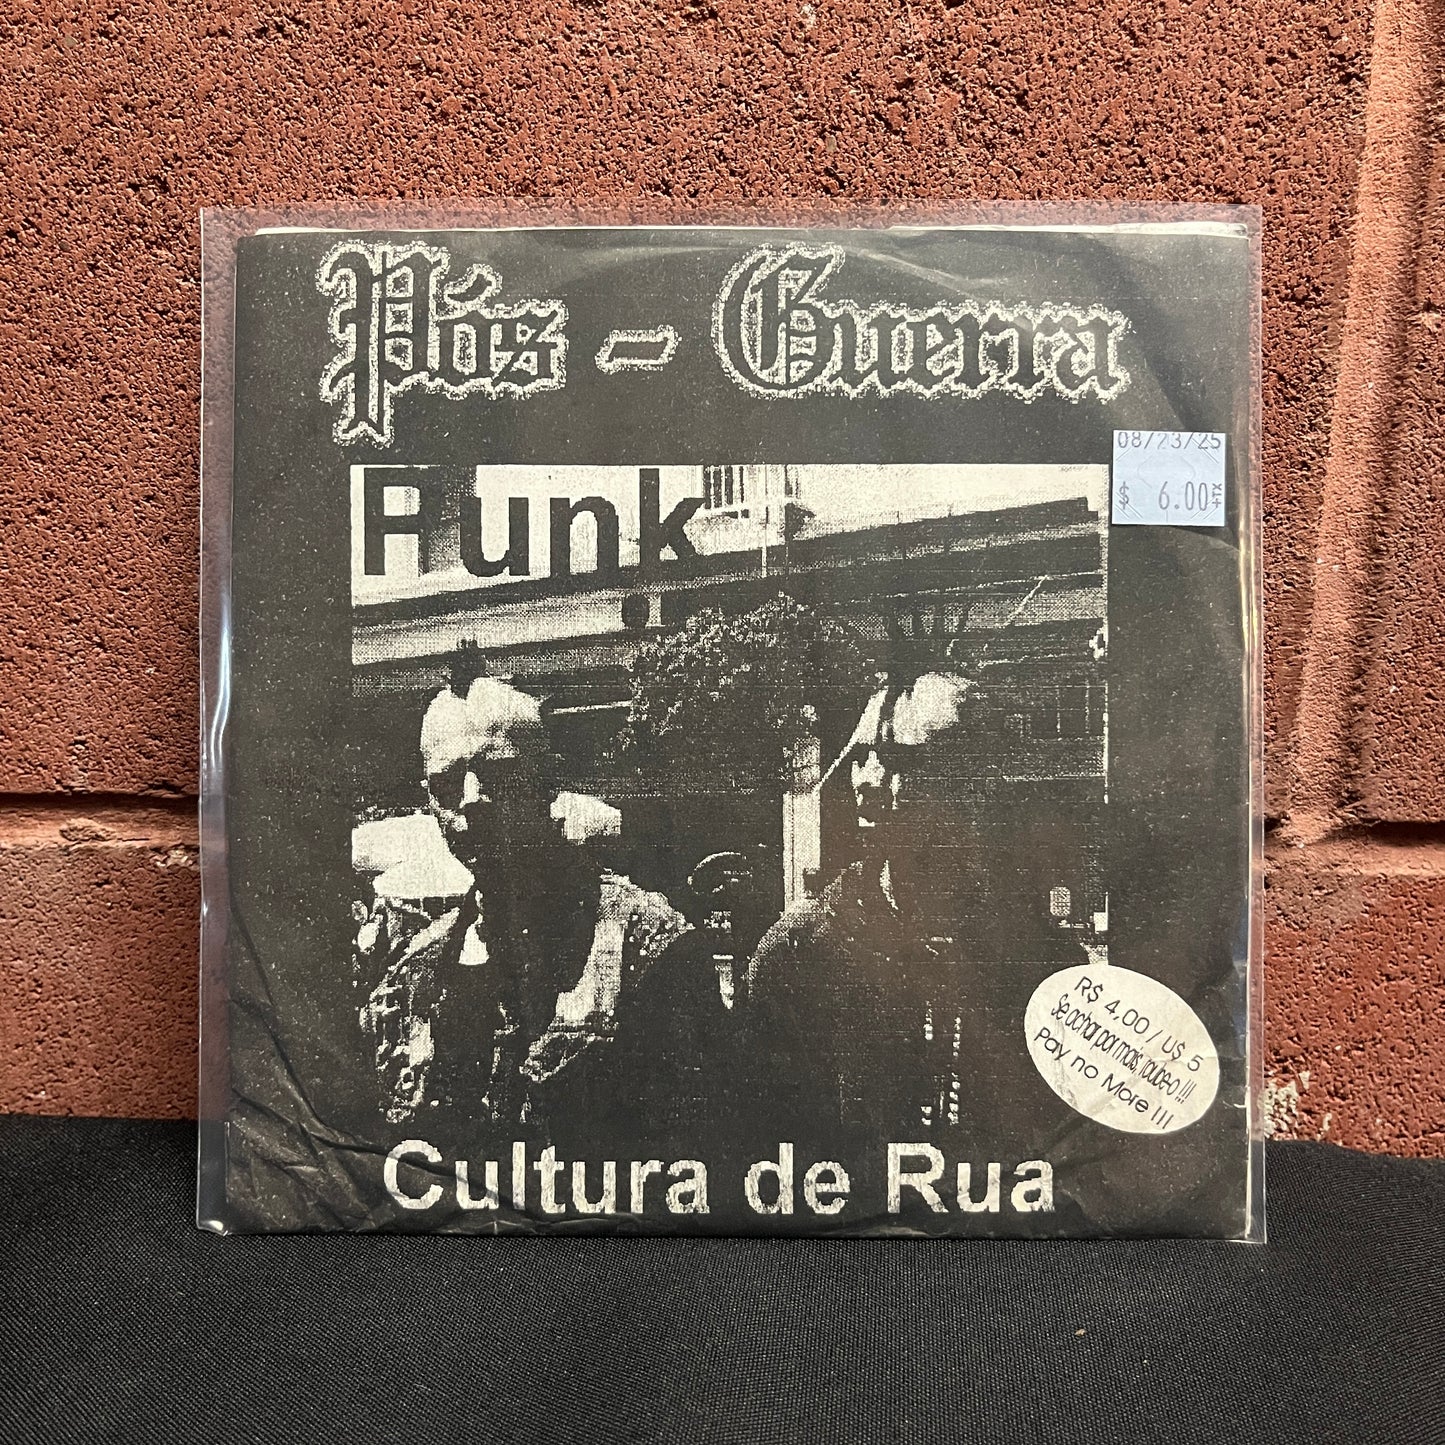 Pós - Guerra
08/23/25
$ 6.00 +TX
Punk
R$ 4,00 / U$ 5
Se achar por mais, roube-o !!!
Pay no More !!!
Cultura de Rua